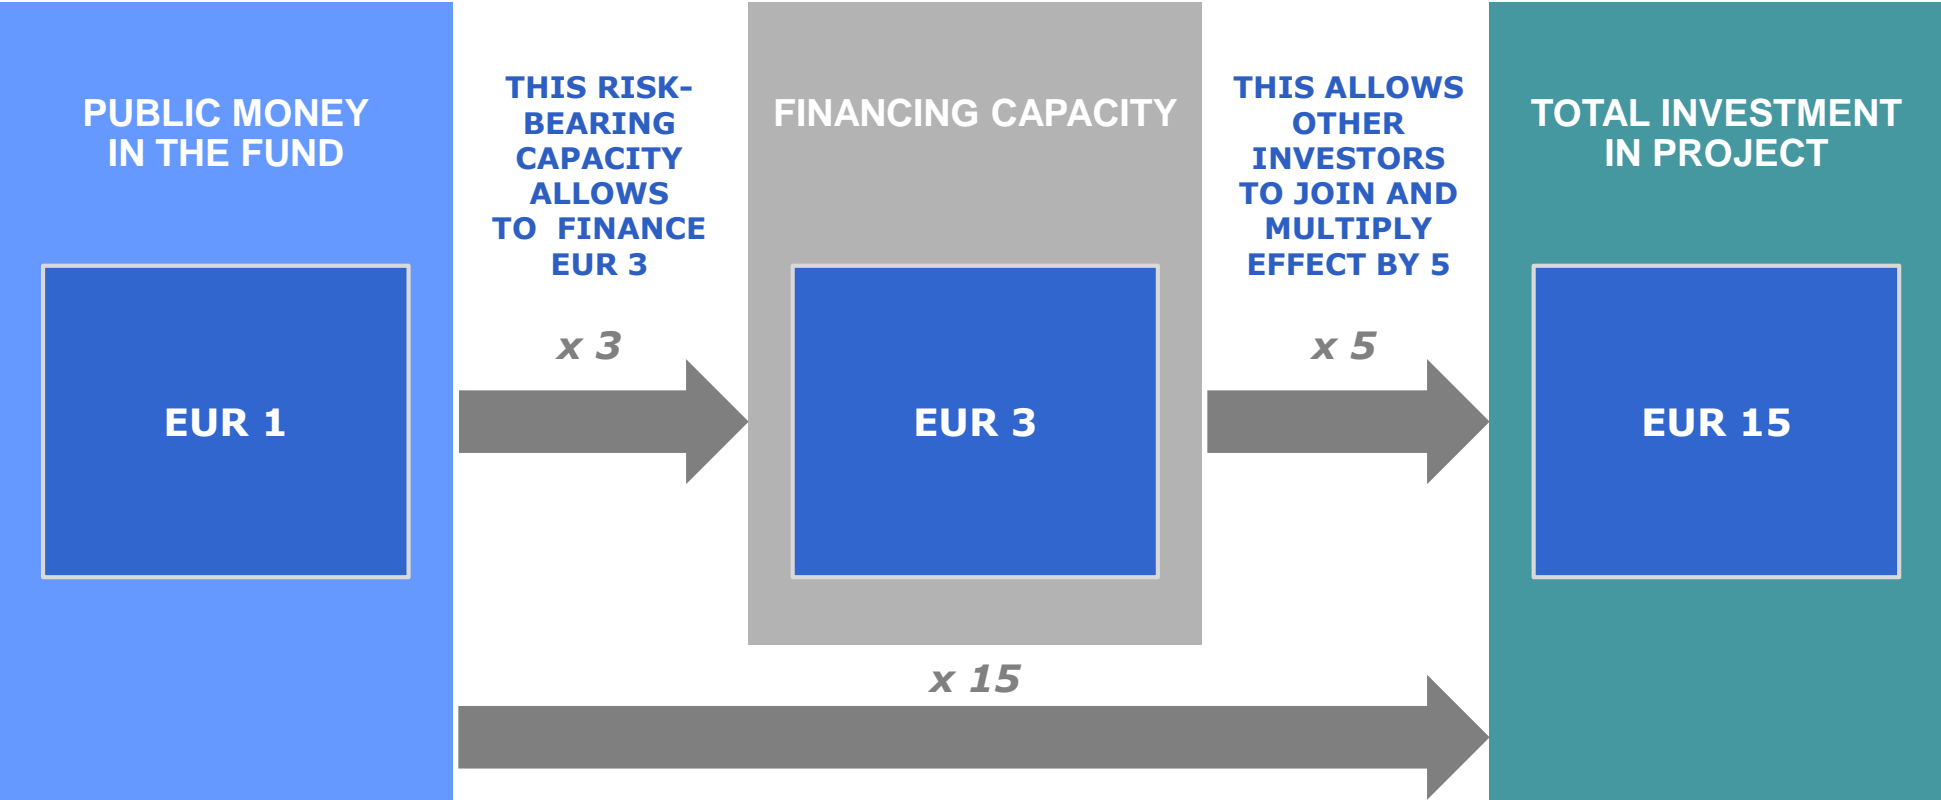 PUBLIC MONEY
IN THE FUND
EUR 1
THIS RISK-
BEARING
CAPACITY
ALLOWS
TO  FINANCE
EUR 3
x 3
FINANCING CAPACITY
EUR 3
THIS ALLOWS
OTHER
INVESTORS
TO JOIN AND
MULTIPLY
EFFECT BY 5
x 5
TOTAL INVESTMENT
IN PROJECT
EUR 15
x 15